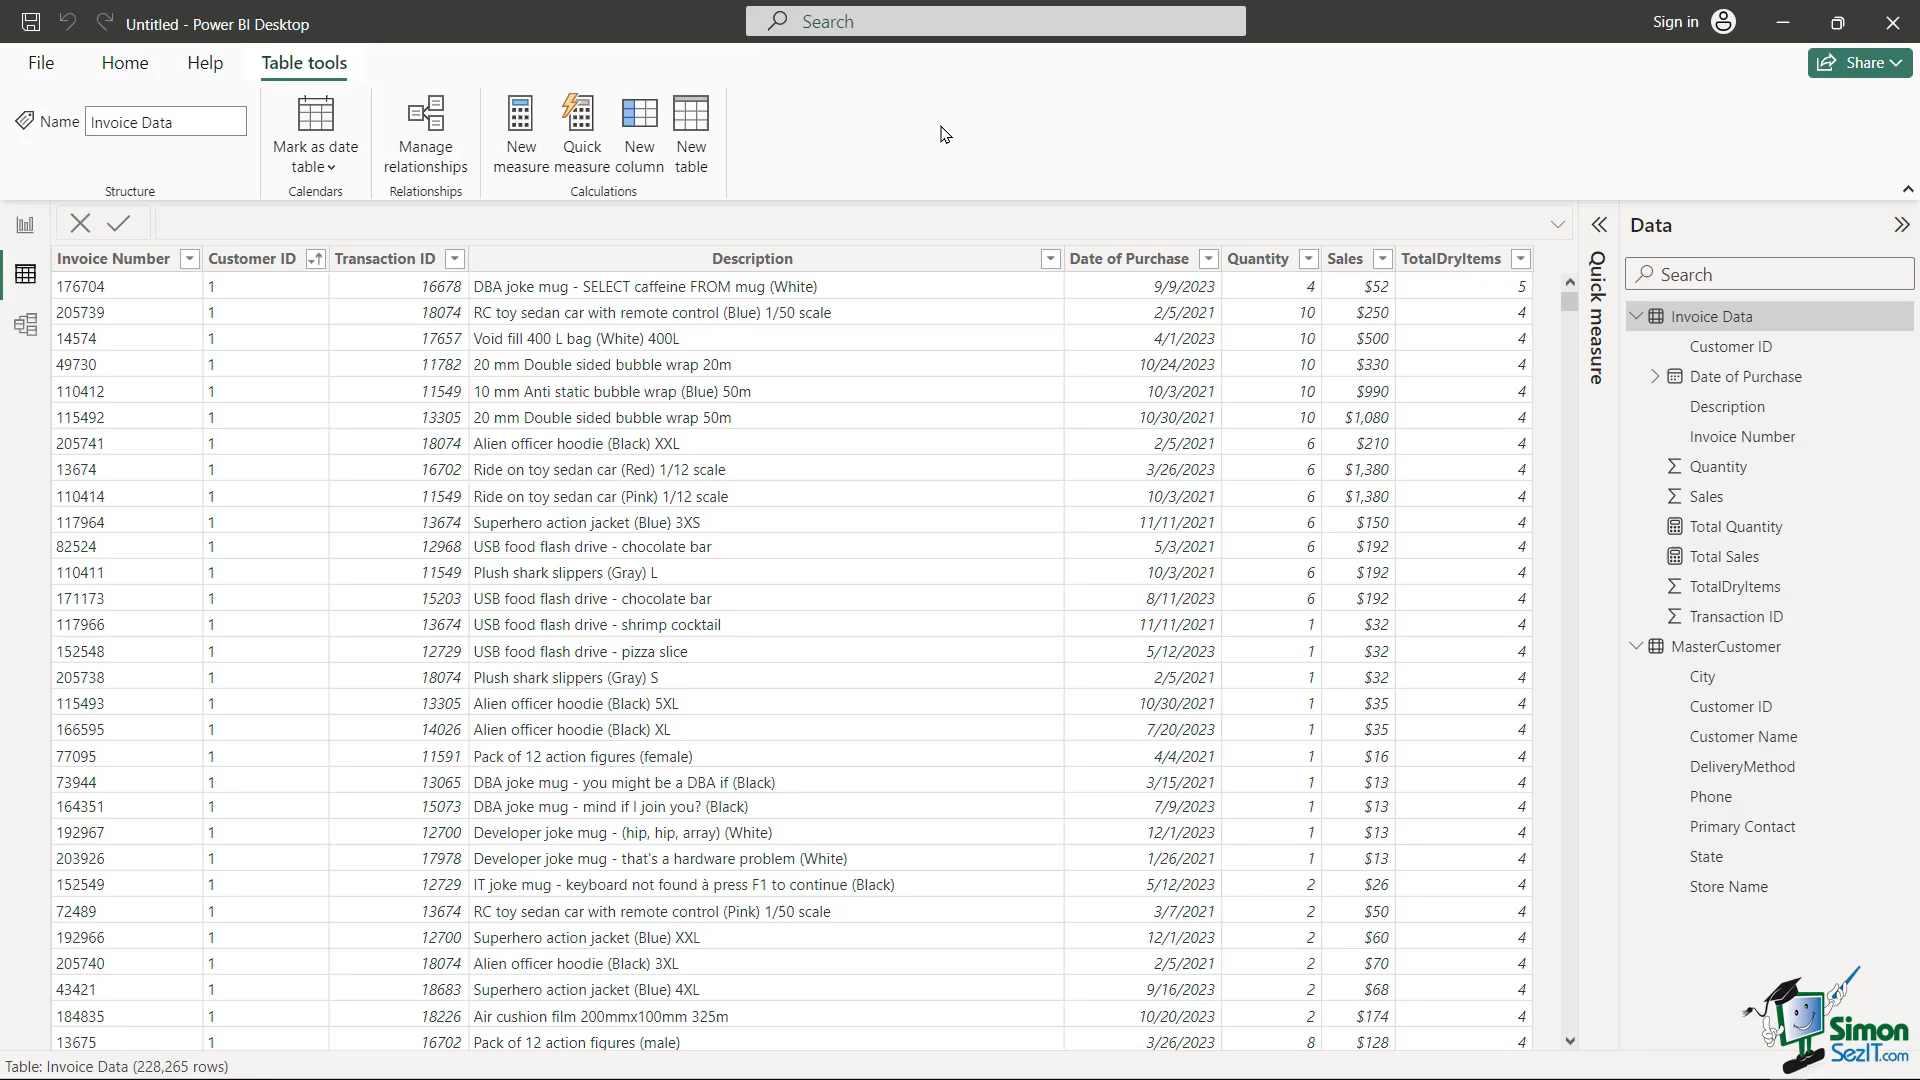 Untitled - Power BI Desktop
Search
Sign in
File Home Help Table tools
Share
Name Invoice Data
Mark as date table
Manage relationships
New measure
Quick measure
New column
New table
Structure Calendars Relationships Calculations
Invoice Number Customer ID Transaction ID Description Date of Purchase Quantity Sales TotalDryItems
176704 1 16678 DBA joke mug - SELECT caffeine FROM mug (White) 9/9/2023 4 $52 5
205739 1 18074 RC toy sedan car with remote control (Blue) 1/50 scale 2/5/2021 10 $250 4
14574 1 17657 Void fill 400 L bag (White) 400L 4/1/2023 10 $500 4
49730 1 11782 20 mm Double sided bubble wrap 20m 10/24/2023 10 $330 4
110412 1 11549 10 mm Anti static bubble wrap (Blue) 50m 10/3/2021 10 $990 4
115492 1 13305 20 mm Double sided bubble wrap 50m 10/30/2021 10 $1,080 4
205741 1 18074 Alien officer hoodie (Black) XXL 2/5/2021 6 $210 4
13674 1 16702 Ride on toy sedan car (Red) 1/12 scale 3/26/2023 6 $1,380 4
110414 1 11549 Ride on toy sedan car (Pink) 1/12 scale 10/3/2021 6 $1,380 4
117964 1 13674 Superhero action jacket (Blue) 3XS 11/11/2021 6 $150 4
82524 1 12968 USB food flash drive - chocolate bar 5/3/2021 6 $192 4
110411 1 11549 Plush shark slippers (Gray) L 10/3/2021 6 $192 4
171173 1 15203 USB food flash drive - chocolate bar 8/11/2023 6 $192 4
117966 1 13674 USB food flash drive - shrimp cocktail 11/11/2021 1 $32 4
152548 1 12729 USB food flash drive - pizza slice 5/12/2023 1 $32 4
205738 1 18074 Plush shark slippers (Gray) S 2/5/2021 1 $32 4
115493 1 13305 Alien officer hoodie (Black) 5XL 10/30/2021 1 $35 4
166595 1 14026 Alien officer hoodie (Black) XL 7/20/2023 1 $35 4
77095 1 11591 Pack of 12 action figures (female) 4/4/2021 1 $16 4
73944 1 13065 DBA joke mug - you might be a DBA if (Black) 3/15/2021 1 $13 4
164351 1 15073 DBA joke mug - mind if I join you? (Black) 7/9/2023 1 $13 4
192967 1 12700 Developer joke mug - (hip, hip, array) (White) 12/1/2023 1 $13 4
203926 1 17978 Developer joke mug - that's a hardware problem (White) 1/26/2021 1 $13 4
152549 1 12729 IT joke mug - keyboard not found à press F1 to continue (Black) 5/12/2023 2 $26 4
72489 1 13674 RC toy sedan car with remote control (Pink) 1/50 scale 3/7/2021 2 $50 4
192966 1 12700 Superhero action jacket (Blue) XXL 12/1/2023 2 $60 4
205740 1 18074 Alien officer hoodie (Black) 3XL 2/5/2021 2 $70 4
43421 1 18683 Superhero action jacket (Blue) 4XL 9/16/2023 2 $68 4
184835 1 18226 Air cushion film 200mmx100mm 325m 10/20/2023 2 $174 4
13675 1 16702 Pack of 12 action figures (male) 3/26/2023 8 $128 4
Quick measure
Data
Search
Invoice Data
Customer ID
Date of Purchase
Description
Invoice Number
Quantity
Sales
Total Quantity
Total Sales
TotalDryItems
Transaction ID
MasterCustomer
City
Customer ID
Customer Name
DeliveryMethod
Phone
Primary Contact
State
Store Name
Simon
SezIT.com
Table: Invoice Data (228,265 rows)